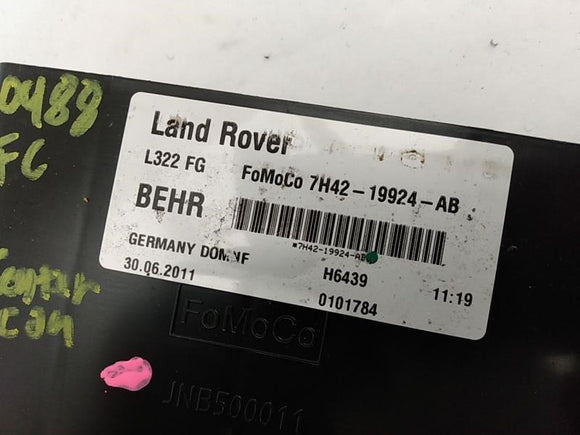 0488
FC
Land Rover
L322 FG FoMoCo 7H42-19924-AB
BEHR
*7H42-19924-AB
GERMANY DOM/NF H6439
30.06.2011 0101784 11:19
FoMoCo
JNB500011